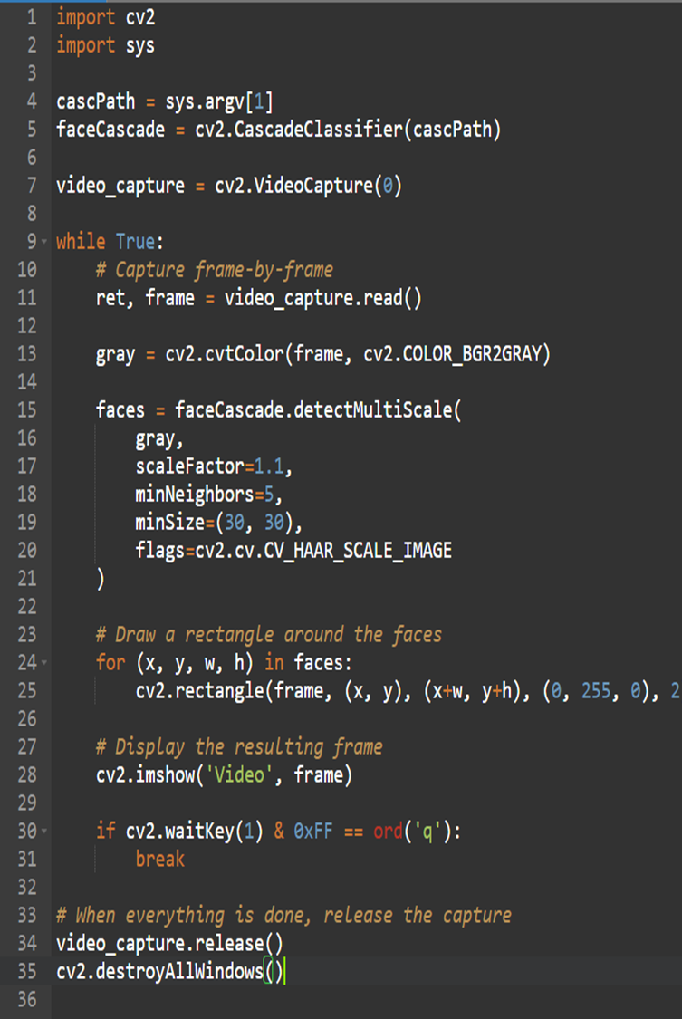 1 import cv2
2 import sys
3
4 cascPath = sys.argv[1]
5 faceCascade = cv2.CascadeClassifier(cascPath)
6
7 video_capture = cv2.VideoCapture(0)
8
9 while True:
10     # Capture frame-by-frame
11     ret, frame = video_capture.read()
12
13     gray = cv2.cvtColor(frame, cv2.COLOR_BGR2GRAY)
14
15     faces = faceCascade.detectMultiScale(
16         gray,
17         scaleFactor=1.1,
18         minNeighbors=5,
19         minSize=(30, 30),
20         flags=cv2.cv.CV_HAAR_SCALE_IMAGE
21     )
22
23     # Draw a rectangle around the faces
24     for (x, y, w, h) in faces:
25         cv2.rectangle(frame, (x, y), (x+w, y+h), (0, 255, 0), 2
26
27     # Display the resulting frame
28     cv2.imshow('Video', frame)
29
30     if cv2.waitKey(1) & 0xFF == ord('q'):
31         break
32
33 # When everything is done, release the capture
34 video_capture.release()
35 cv2.destroyAllWindows()
36